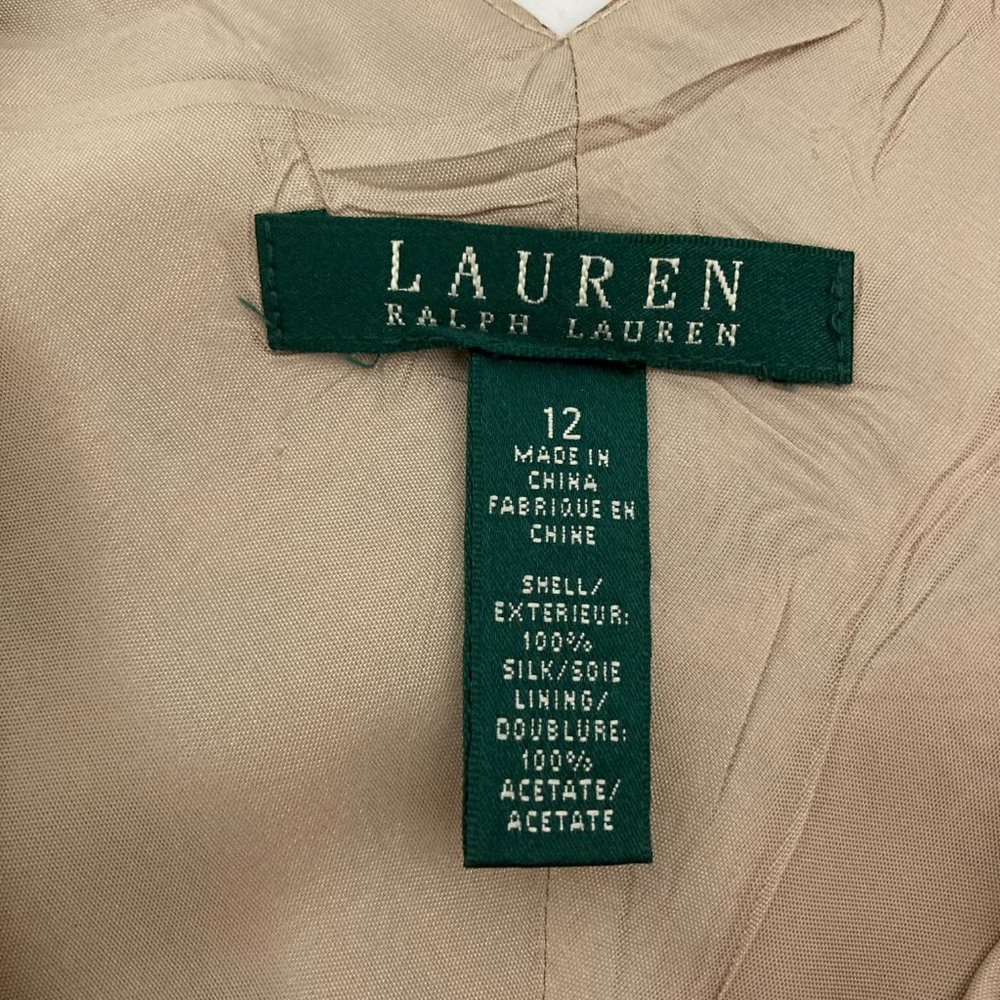 LAUREN
RALPH LAUREN
12
MADE IN
CHINA
FABRIQUE EN
CHINE
SHELL/
EXTERIEUR:
100%
SILK/SOIE
LINING/
DOUBLURE:
100%
ACETATE/
ACETATE